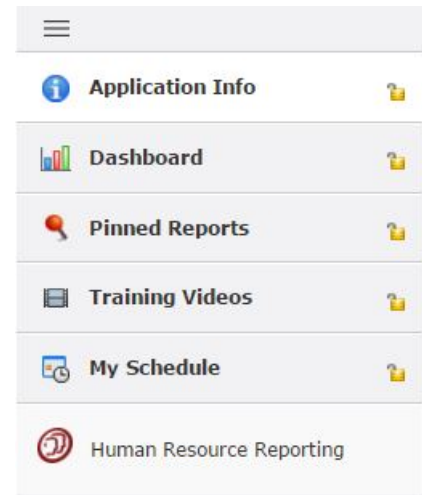 Application Info
Dashboard
Pinned Reports
Training Videos
My Schedule
Human Resource Reporting